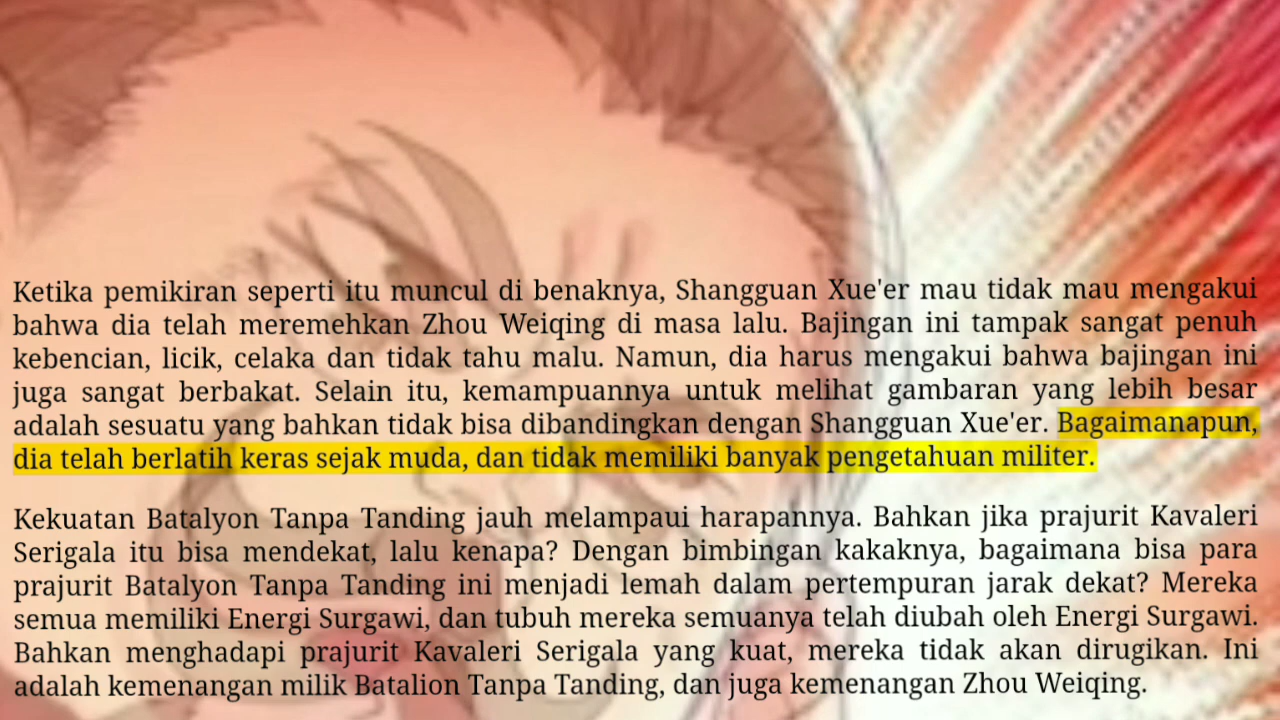 Ketika pemikiran seperti itu muncul di benaknya, Shangguan Xue'er mau tidak mau mengakui
bahwa dia telah meremehkan Zhou Weiqing di masa lalu. Bajingan ini tampak sangat penuh
kebencian, licik, celaka dan tidak tahu malu. Namun, dia harus mengakui bahwa bajingan ini
juga sangat berbakat. Selain itu, kemampuannya untuk melihat gambaran yang lebih besar
adalah sesuatu yang bahkan tidak bisa dibandingkan dengan Shangguan Xue'er. Bagaimanapun,
dia telah berlatih keras sejak muda, dan tidak memiliki banyak pengetahuan militer.
Kekuatan Batalyon Tanpa Tanding jauh melampaui harapannya. Bahkan jika prajurit Kavaleri
Serigala itu bisa mendekat, lalu kenapa? Dengan bimbingan kakaknya, bagaimana bisa para
prajurit Batalyon Tanpa Tanding ini menjadi lemah dalam pertempuran jarak dekat? Mereka
semua memiliki Energi Surgawi, dan tubuh mereka semuanya telah diubah oleh Energi Surgawi.
Bahkan menghadapi prajurit Kavaleri Serigala yang kuat, mereka tidak akan dirugikan. Ini
adalah kemenangan milik Batalion Tanpa Tanding, dan juga kemenangan Zhou Weiqing.